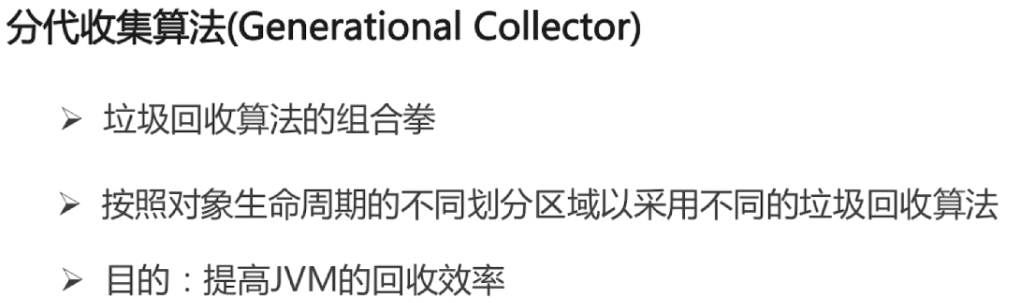 分代收集算法(Generational Collector)
垃圾回收算法的组合拳
按照对象生命周期的不同划分区域以采用不同的垃圾回收算法
目的：提高JVM的回收效率